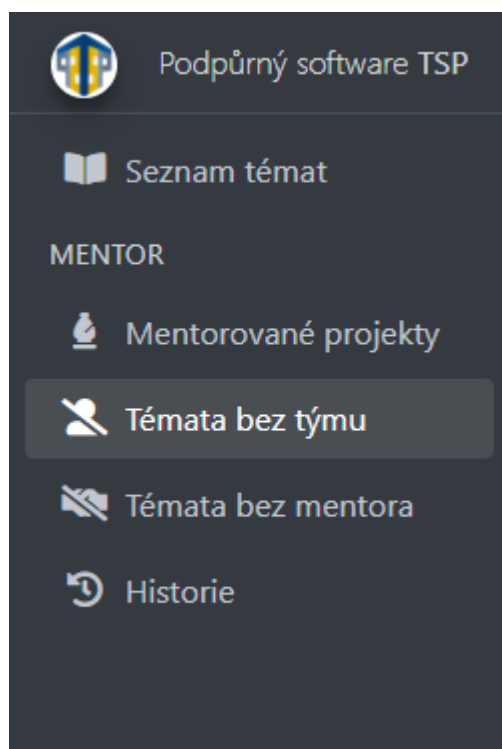 Podpůrný software TSP
Seznam témat
MENTOR
Mentorované projekty
Témata bez týmu
Témata bez mentora
Historie